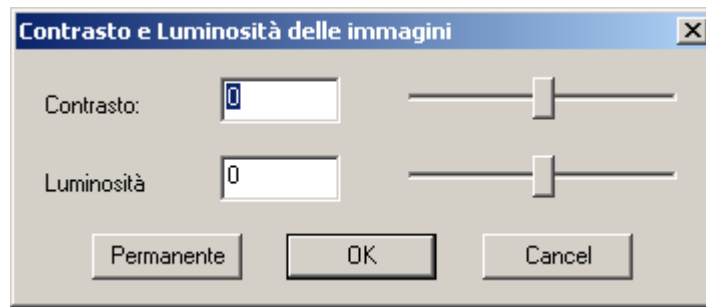 Contrasto e Luminosità delle immagini
Contrasto: 0
Luminosità 0
Permanente OK Cancel